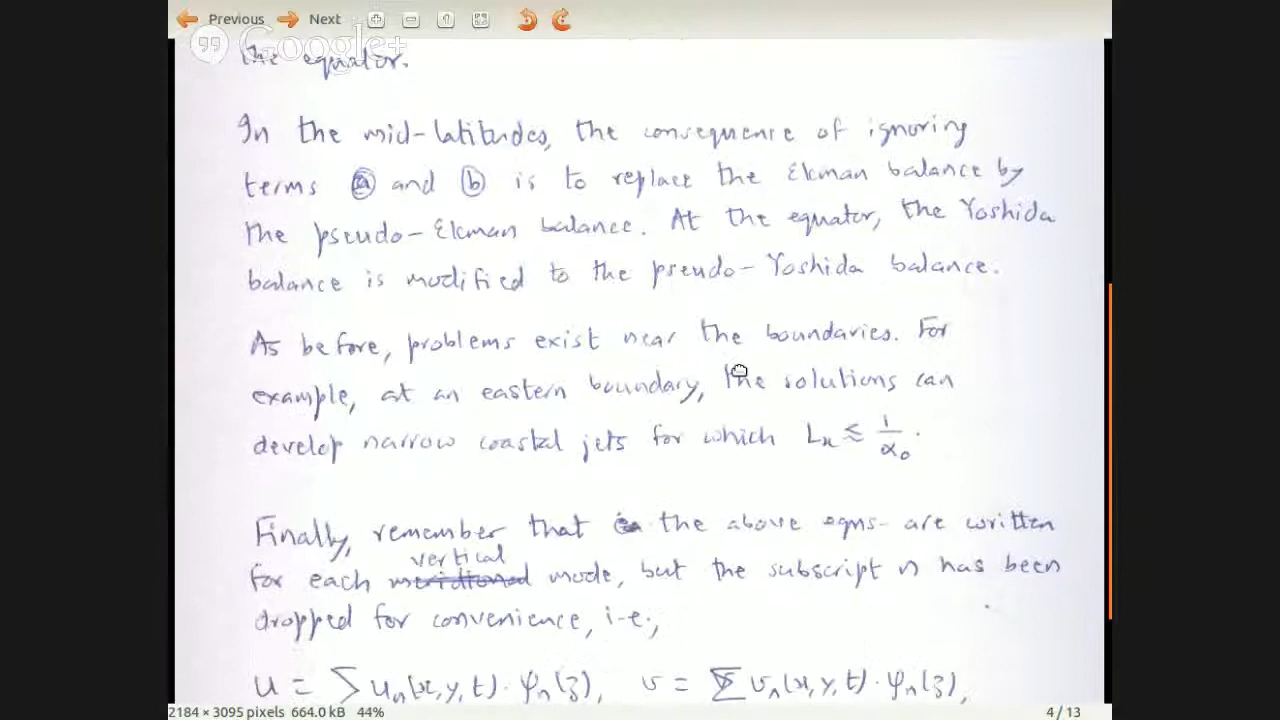 Previous Next
Google+
the equator.
In the mid-latitudes, the consequence of ignoring
terms ⓐ and ⓑ is to replace the Ekman balance by
the pseudo-Ekman balance. At the equator, the Yoshida
balance is modified to the pseudo-Yoshida balance.
As before, problems exist near the boundaries. For
example, at an eastern boundary, the solutions can
develop narrow coastal jets for which Lx ≤ 1/α₀.
Finally, remember that the above eqns- are written
vertical
for each meridional mode, but the subscript n has been
dropped for convenience, i-e;,
u = Σ uₙ(x,y,t)·ψₙ(z), v = Σ vₙ(x,y,t)·ψₙ(z),
2184 × 3095 pixels 664.0 kB 44% 4 / 13